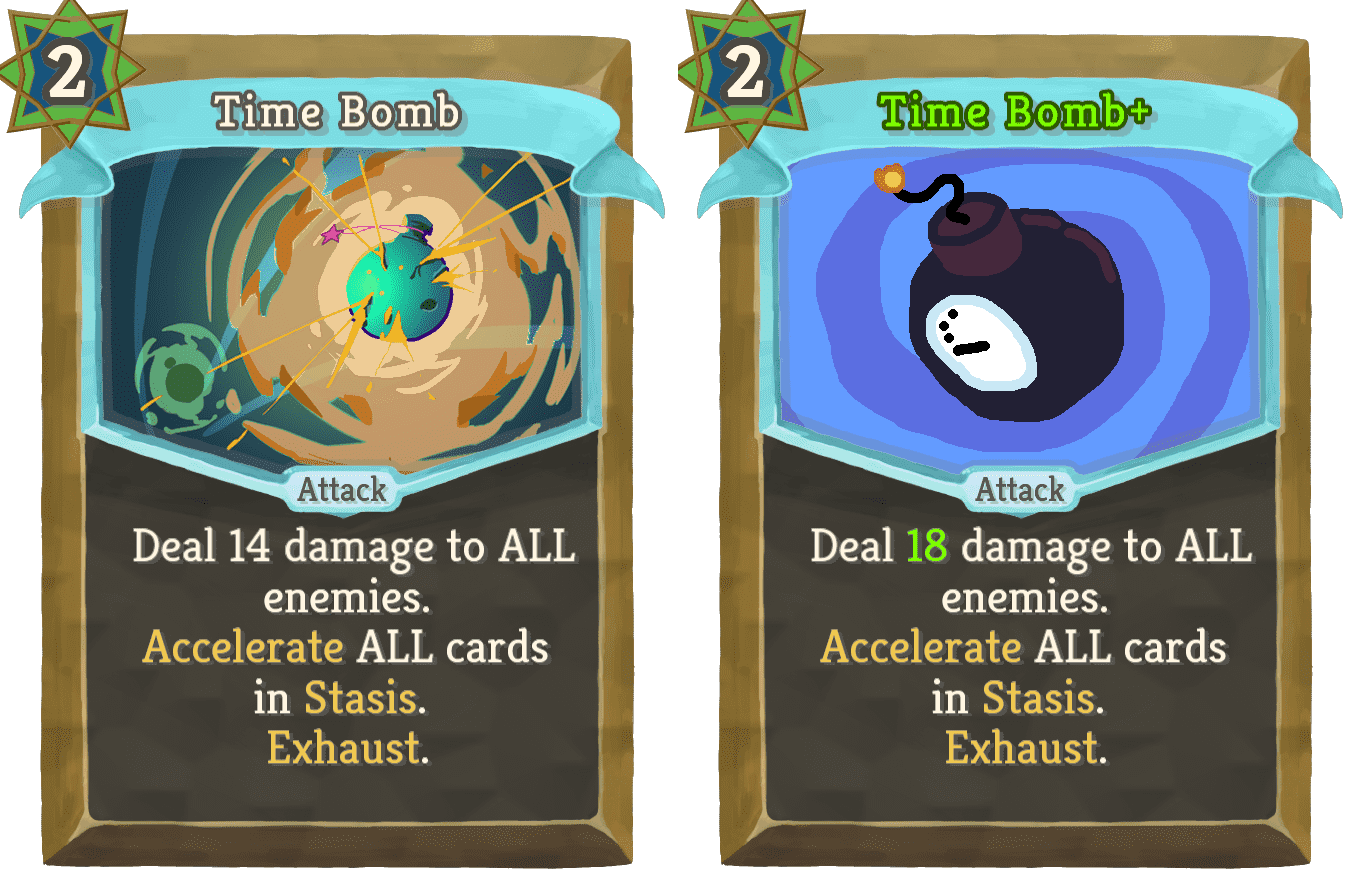 2
Time Bomb
Attack
Deal 14 damage to ALL
enemies.
Accelerate ALL cards
in Stasis.
Exhaust.
2
Time Bomb+
Attack
Deal 18 damage to ALL
enemies.
Accelerate ALL cards
in Stasis.
Exhaust.